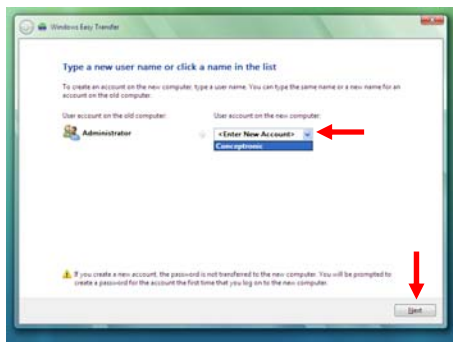 Windows Easy Transfer
Type a new user name or click a name in the list
To create an account on the new computer, type a user name. You can type the same name or a new name for an
account on the old computer.
User account on the old computer:
User account on the new computer:
Administrator
<Enter New Account>
Conceptronic
If you create a new account, the password is not transferred to the new computer. You will be prompted to
create a password for the account the first time that you log on to the new computer.
Next